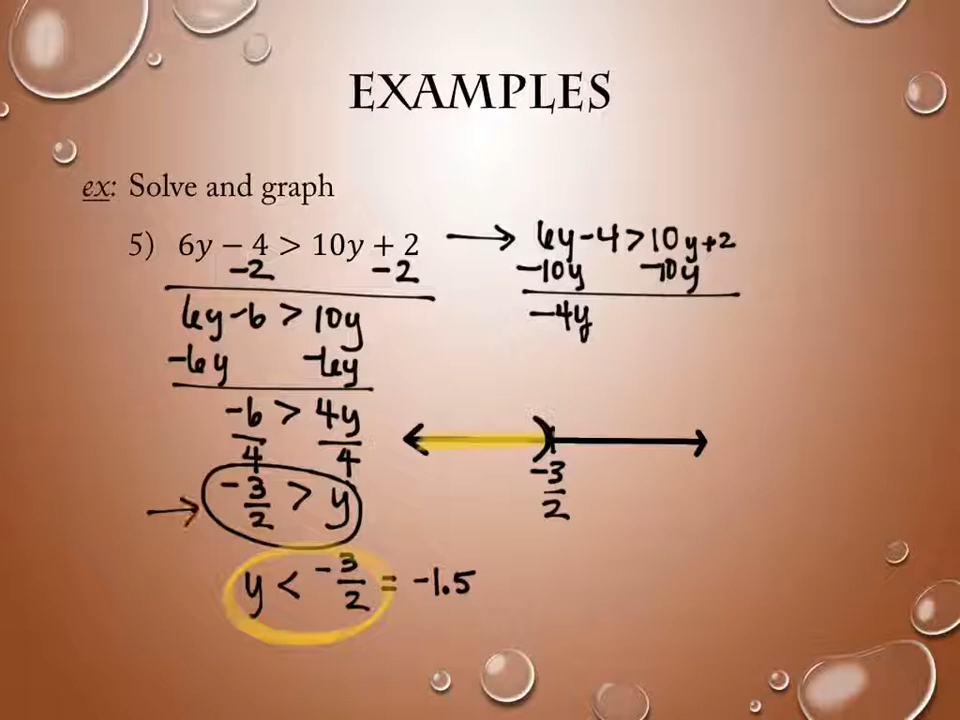 EXAMPLES
ex: Solve and graph
5) 6y − 4 > 10y + 2
-2 -2
6y-6 > 10y
-6y -6y
-6 > 4y
4 4
-3/2 > y
y < -3/2 = -1.5
6y-4>10y+2
-10y -10y
-4y
-3/2